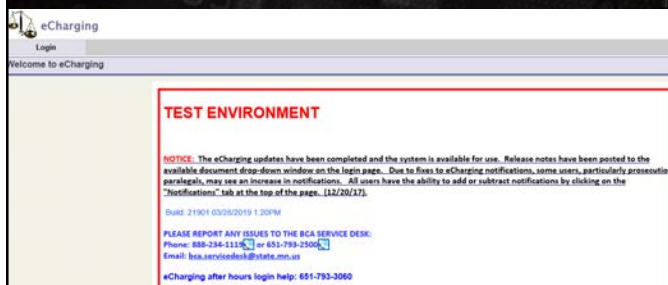 eCharging
Login
Welcome to eCharging
TEST ENVIRONMENT
NOTICE: The eCharging updates have been completed and the system is available for use. Release notes have been posted to the
available document drop-down window on the login page. Due to fixes to eCharging notifications, some users, particularly prosecutio
paralegals, may see an increase in notifications. All users have the ability to add or subtract notifications by clicking on the
"Notifications" tab at the top of the page. [12/20/17].
Build: 21901 03/28/2019 1:20PM
PLEASE REPORT ANY ISSUES TO THE BCA SERVICE DESK:
Phone: 888-234-1119 or 651-793-2500
Email: bca.servicedesk@state.mn.us
eCharging after hours login help: 651-793-3060